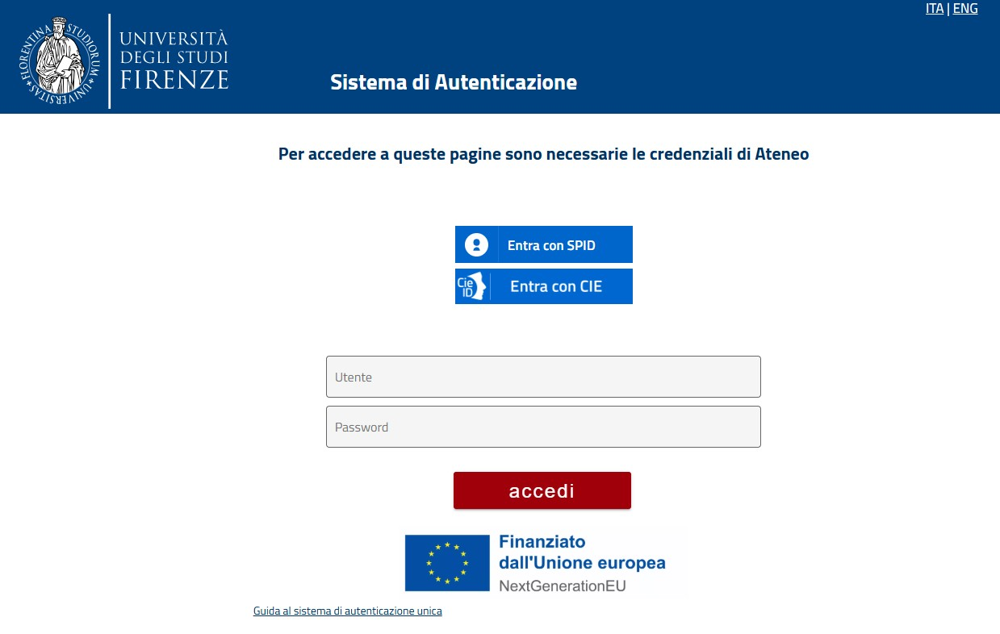 ITA | ENG
FLORENTINA STUDIORUM UNIVERSITAS
UNIVERSITÀ
DEGLI STUDI
FIRENZE
Sistema di Autenticazione
Per accedere a queste pagine sono necessarie le credenziali di Ateneo
Entra con SPID
Cie
ID
Entra con CIE
Utente
Password
accedi
Finanziato
dall'Unione europea
NextGenerationEU
Guida al sistema di autenticazione unica